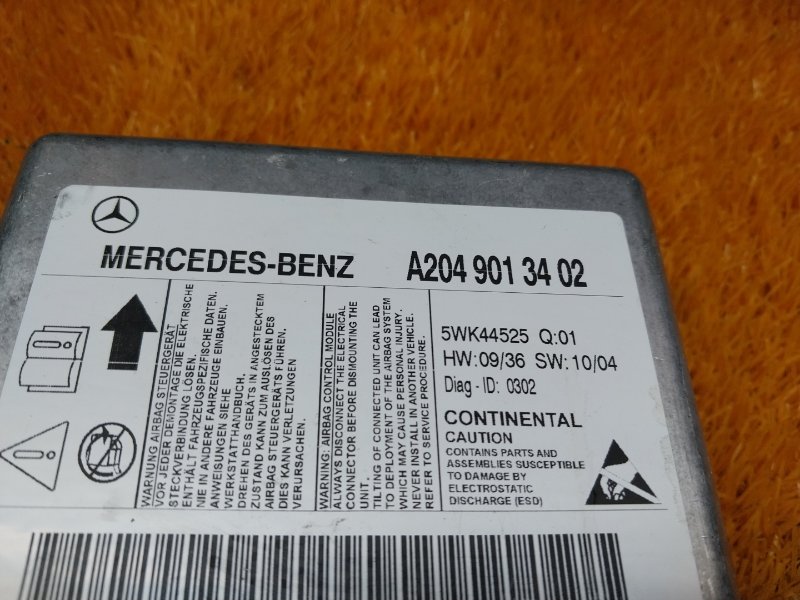 MERCEDES-BENZ
A204 901 34 02
WARNUNG AIRBAG STEUERGERÄT
VOR JEDER DEMONTAGE DIE ELEKTRISCHE
STECKVERBINDUNG LÖSEN.
ENTHÄLT FAHRZEUGSPEZIFISCHE DATEN.
NIE IN ANDERE FAHRZEUGE EINBAUEN.
ANWEISUNGEN SIEHE
WERKSTATTHANDBUCH.
DREHEN DES GERÄTS IN ANGESTECKTEM
ZUSTAND KANN ZUM AUSLÖSEN DES
AIRBAG STEUERGERÄTS FÜHREN.
DIES KANN ZU VERLETZUNGEN
VERURSACHEN.
WARNING: AIRBAG CONTROL MODULE
ALWAYS DISCONNECT THE ELECTRICAL
CONNECTOR BEFORE DISMOUNTING THE
UNIT.
TILTING OF CONNECTED UNIT CAN LEAD
TO DEPLOYMENT OF THE AIRBAG SYSTEM
WHICH MAY CAUSE PERSONAL INJURY.
NEVER INSTALL IN ANOTHER VEHICLE.
REFER TO SERVICE PROCEDURE.
5WK44525 Q:01
HW:09/36 SW:10/04
Diag-ID: 0302
CONTINENTAL
CAUTION
CONTAINS PARTS AND
ASSEMBLIES SUSCEPTIBLE
TO DAMAGE BY
ELECTROSTATIC
DISCHARGE (ESD)